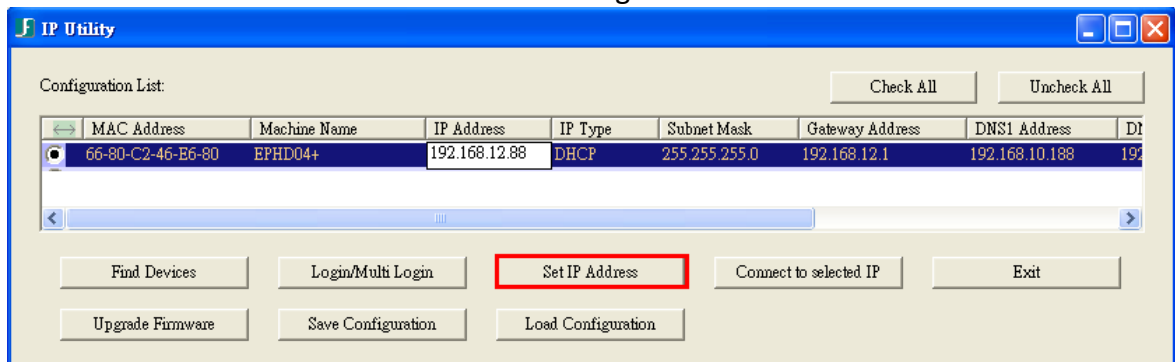 IP Utility
Configuration List:
Check All
Uncheck All
MAC Address Machine Name IP Address IP Type Subnet Mask Gateway Address DNS1 Address
66-80-C2-46-E6-80 EPHD04+ 192.168.12.88 DHCP 255.255.255.0 192.168.12.1 192.168.10.188 192
Find Devices Login/Multi Login Set IP Address Connect to selected IP Exit
Upgrade Firmware Save Configuration Load Configuration